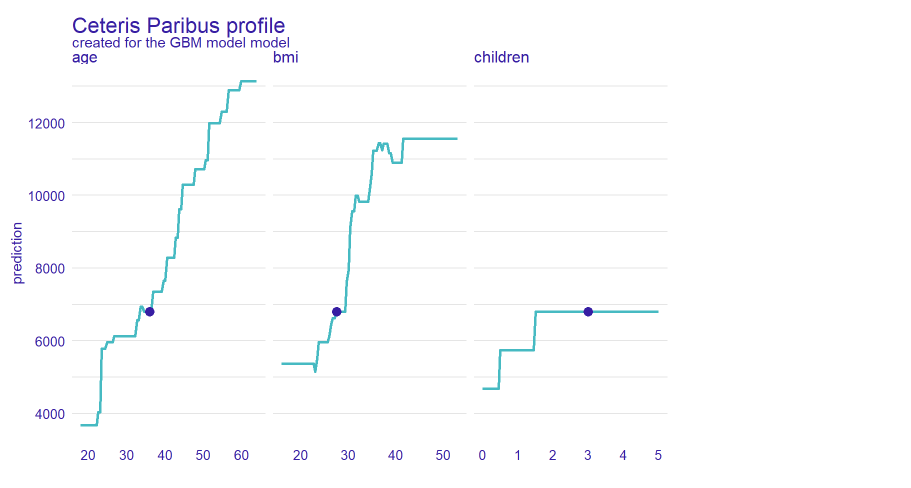 Ceteris Paribus profile
created for the GBM model model
age
bmi
children
prediction
12000
10000
8000
6000
4000
20 30 40 50 60
20 30 40 50
0 1 2 3 4 5